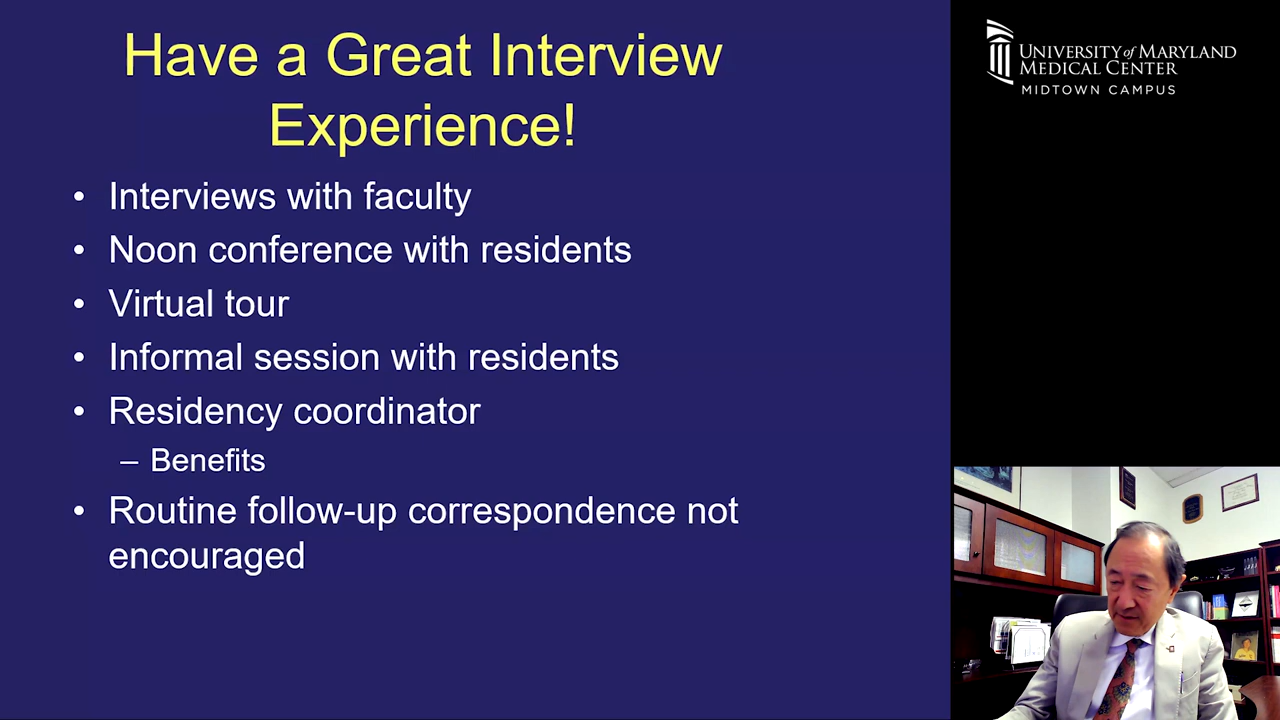 Have a Great Interview
Experience!
• Interviews with faculty
• Noon conference with residents
• Virtual tour
• Informal session with residents
• Residency coordinator
– Benefits
• Routine follow-up correspondence not
encouraged
UNIVERSITY of MARYLAND
MEDICAL CENTER
MIDTOWN CAMPUS